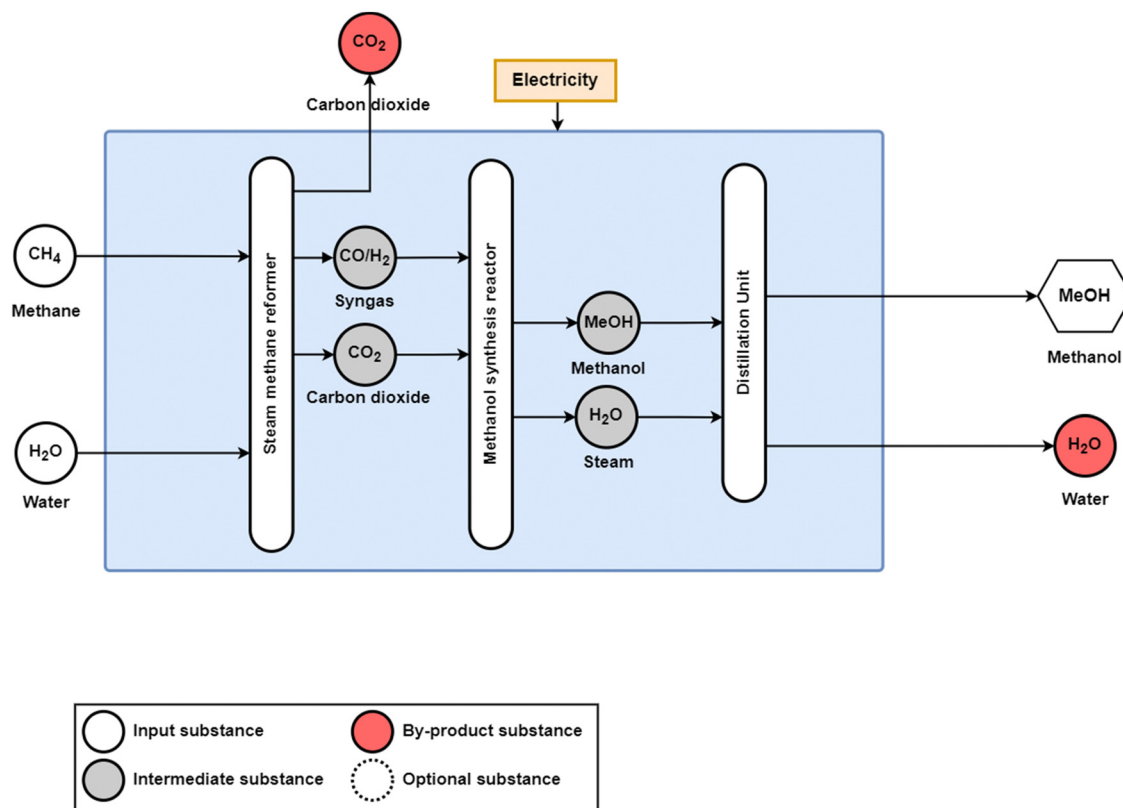 CO₂
Carbon dioxide
Electricity
CH₄
Methane
H₂O
Water
Steam methane reformer
CO/H₂
Syngas
CO₂
Carbon dioxide
Methanol synthesis reactor
MeOH
Methanol
H₂O
Steam
Distillation Unit
MeOH
Methanol
H₂O
Water
Input substance
By-product substance
Intermediate substance
Optional substance